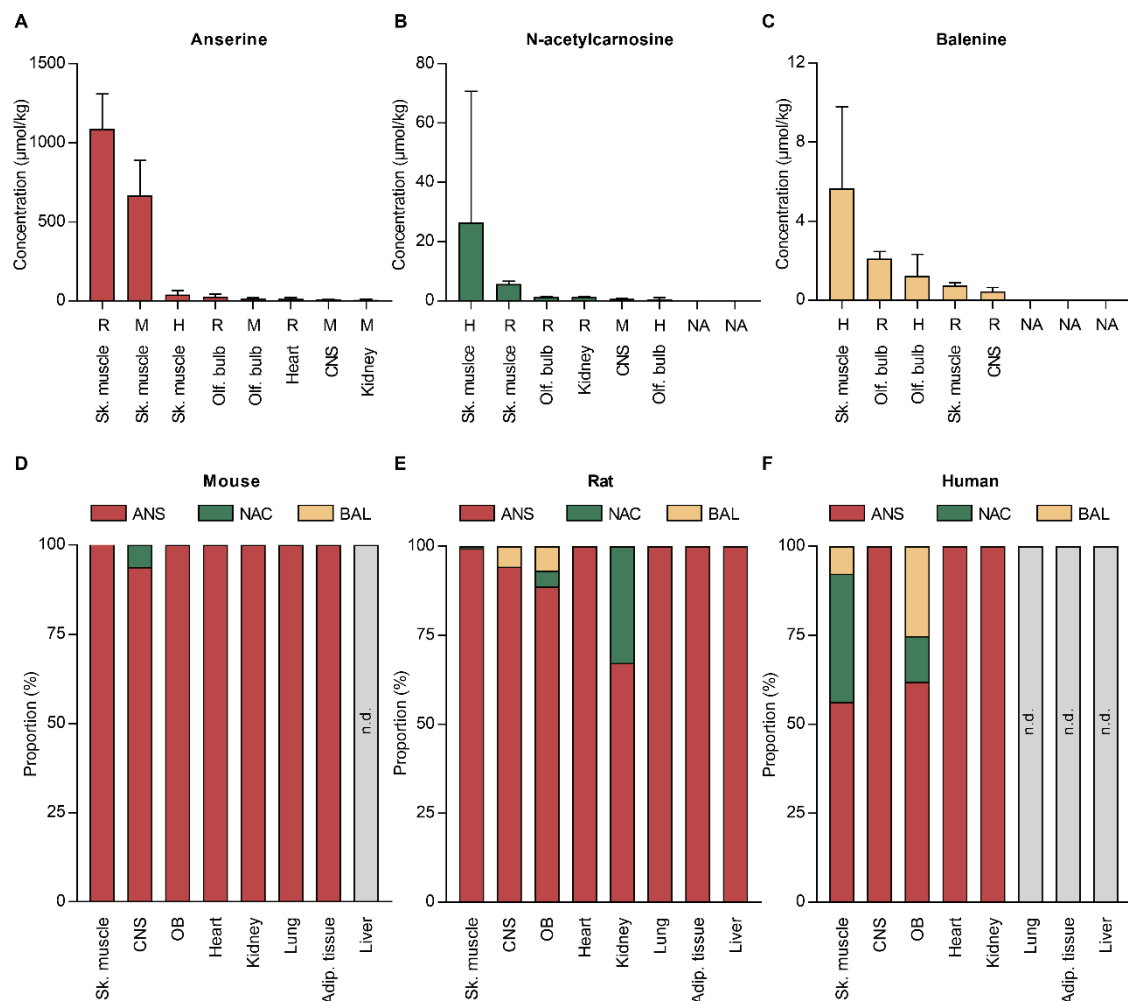 A
Anserine
Concentration (µmol/kg)
1500
1000
500
0
R M H R M R M M
Sk. muscle
Sk. muscle
Sk. muscle
Olf. bulb
Olf. bulb
Heart
CNS
Kidney
B
N-acetylcarnosine
Concentration (µmol/kg)
80
60
40
20
0
H R R R M H NA NA
Sk. muslce
Sk. muslce
Olf. bulb
Kidney
CNS
Olf. bulb
C
Balenine
Concentration (µmol/kg)
12
8
4
0
H R H R R NA NA NA
Sk. muscle
Olf. bulb
Olf. bulb
Sk. muscle
CNS
D
Mouse
ANS NAC BAL
Proportion (%)
100
75
50
25
0
n.d.
Sk. muscle
CNS
OB
Heart
Kidney
Lung
Adip. tissue
Liver
E
Rat
ANS NAC BAL
Proportion (%)
100
75
50
25
0
Sk. muscle
CNS
OB
Heart
Kidney
Lung
Adip. tissue
Liver
F
Human
ANS NAC BAL
Proportion (%)
100
75
50
25
0
n.d.
n.d.
n.d.
Sk. muscle
CNS
OB
Heart
Kidney
Lung
Adip. tissue
Liver